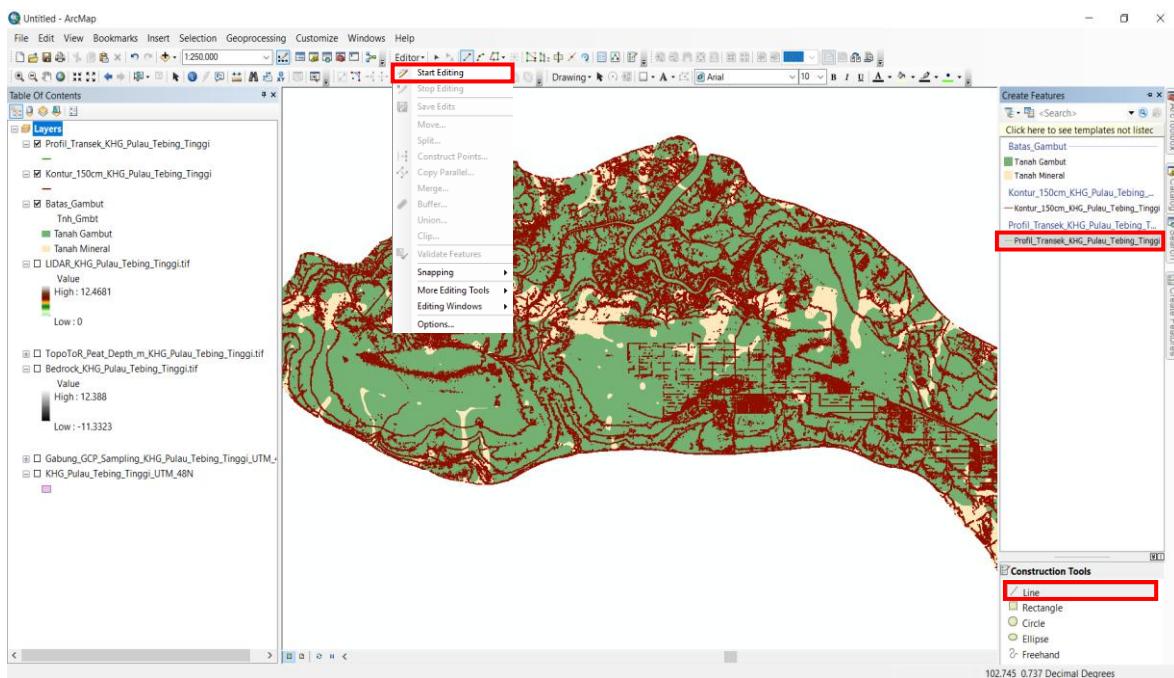 Untitled - ArcMap
File Edit View Bookmarks Insert Selection Geoprocessing Customize Windows Help
1:250.000
Editor
Drawing
Arial
10
B I U A
Table Of Contents
Layers
Profil_Transek_KHG_Pulau_Tebing_Tinggi
Kontur_150cm_KHG_Pulau_Tebing_Tinggi
Batas_Gambut
Tnh_Gmbt
Tanah Gambut
Tanah Mineral
LIDAR_KHG_Pulau_Tebing_Tinggi.tif
Value
High : 12.4681
Low : 0
TopoToR_Peat_Depth_m_KHG_Pulau_Tebing_Tinggi.tif
Bedrock_KHG_Pulau_Tebing_Tinggi.tif
Value
High : 12.388
Low : -11.3323
Gabung_GCP_Sampling_KHG_Pulau_Tebing_Tinggi_UTM_
KHG_Pulau_Tebing_Tinggi_UTM_48N
Start Editing
Stop Editing
Save Edits
Move...
Split...
Construct Points...
Copy Parallel...
Merge...
Buffer...
Union...
Clip...
Validate Features
Snapping
More Editing Tools
Editing Windows
Options...
Create Features
<Search>
Click here to see templates not listec
Batas_Gambut
Tanah Gambut
Tanah Mineral
Kontur_150cm_KHG_Pulau_Tebing_...
Kontur_150cm_KHG_Pulau_Tebing_Tinggi
Profil_Transek_KHG_Pulau_Tebing_T...
Profil_Transek_KHG_Pulau_Tebing_Tinggi
Construction Tools
Line
Rectangle
Circle
Ellipse
Freehand
ArcToolbox
Catalog
Create Features
102.745 0.737 Decimal Degrees